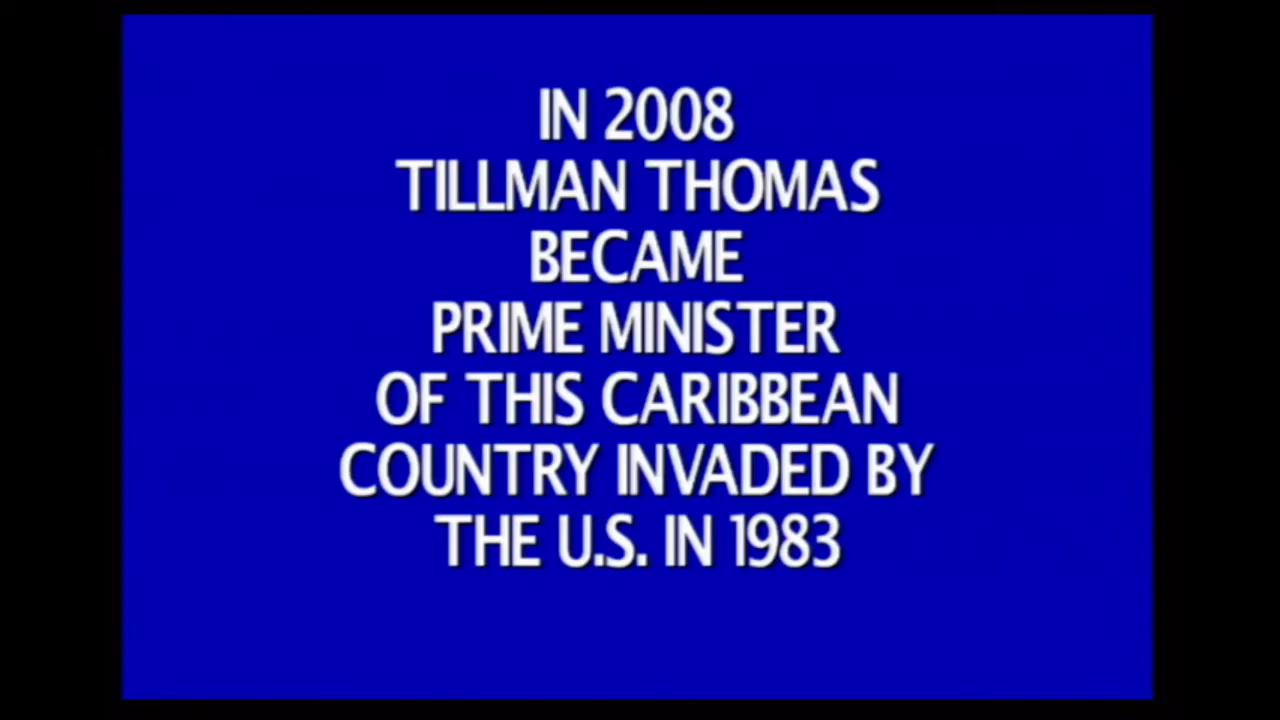 IN 2008
TILLMAN THOMAS
BECAME
PRIME MINISTER
OF THIS CARIBBEAN
COUNTRY INVADED BY
THE U.S. IN 1983